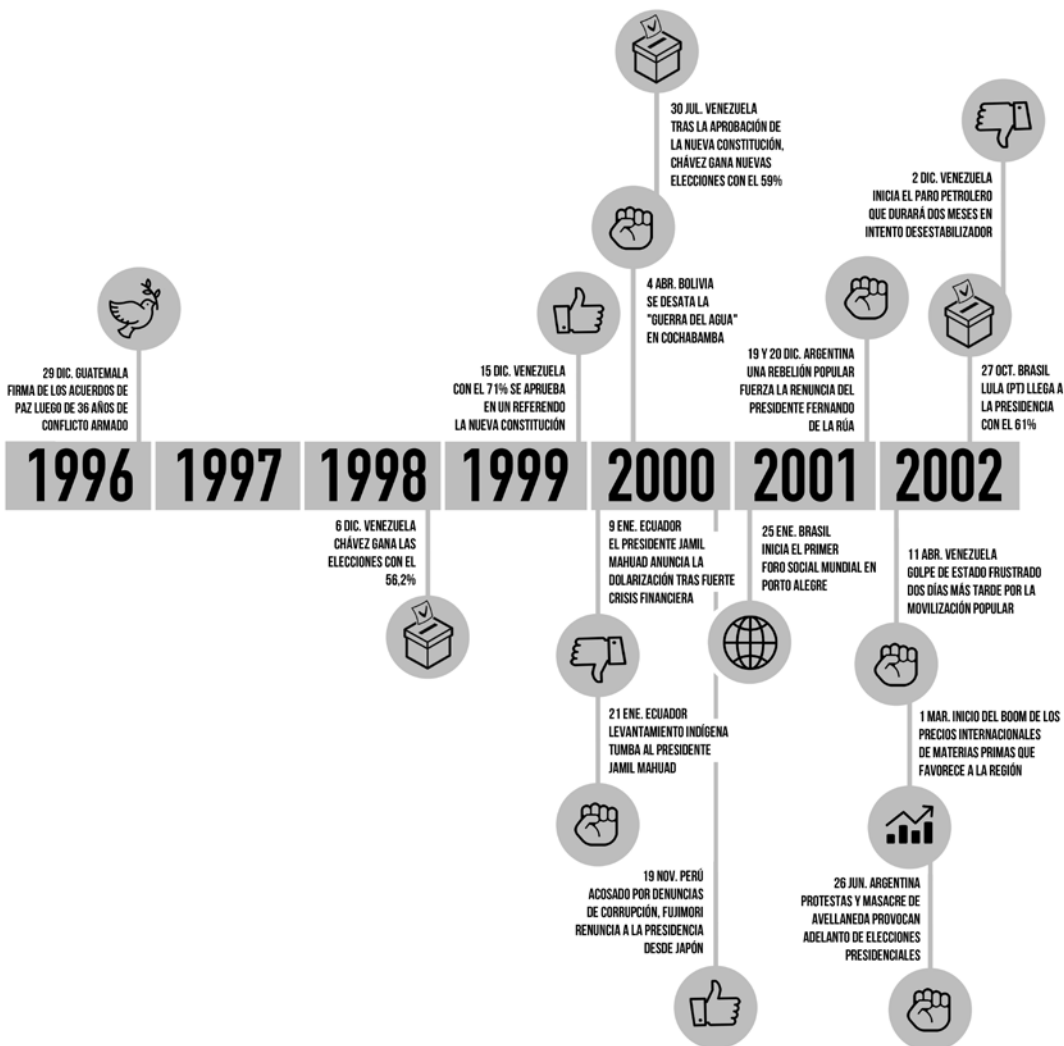 30 JUL. VENEZUELA
TRAS LA APROBACIÓN DE
LA NUEVA CONSTITUCIÓN,
CHÁVEZ GANA NUEVAS
ELECCIONES CON EL 59%
2 DIC. VENEZUELA
INICIA EL PARO PETROLERO
QUE DURARÁ DOS MESES EN
INTENTO DESESTABILIZADOR
4 ABR. BOLIVIA
SE DESATA LA
"GUERRA DEL AGUA"
EN COCHABAMBA
29 DIC. GUATEMALA
FIRMA DE LOS ACUERDOS DE
PAZ LUEGO DE 36 AÑOS DE
CONFLICTO ARMADO
15 DIC. VENEZUELA
CON EL 71% SE APRUEBA
EN UN REFERENDO
LA NUEVA CONSTITUCIÓN
19 Y 20 DIC. ARGENTINA
UNA REBELIÓN POPULAR
FUERZA LA RENUNCIA DEL
PRESIDENTE FERNANDO
DE LA RÚA
27 OCT. BRASIL
LULA (PT) LLEGA A
LA PRESIDENCIA
CON EL 61%
1996 1997 1998 1999 2000 2001 2002
6 DIC. VENEZUELA
CHÁVEZ GANA LAS
ELECCIONES CON EL
56,2%
9 ENE. ECUADOR
EL PRESIDENTE JAMIL
MAHUAD ANUNCIA LA
DOLARIZACIÓN TRAS FUERTE
CRISIS FINANCIERA
25 ENE. BRASIL
INICIA EL PRIMER
FORO SOCIAL MUNDIAL EN
PORTO ALEGRE
11 ABR. VENEZUELA
GOLPE DE ESTADO FRUSTRADO
DOS DÍAS MÁS TARDE POR LA
MOVILIZACIÓN POPULAR
21 ENE. ECUADOR
LEVANTAMIENTO INDÍGENA
TUMBA AL PRESIDENTE
JAMIL MAHUAD
1 MAR. INICIO DEL BOOM DE LOS
PRECIOS INTERNACIONALES
DE MATERIAS PRIMAS QUE
FAVORECE A LA REGIÓN
19 NOV. PERÚ
ACOSADO POR DENUNCIAS
DE CORRUPCIÓN, FUJIMORI
RENUNCIA A LA PRESIDENCIA
DESDE JAPÓN
26 JUN. ARGENTINA
PROTESTAS Y MASACRE DE
AVELLANEDA PROVOCAN
ADELANTO DE ELECCIONES
PRESIDENCIALES